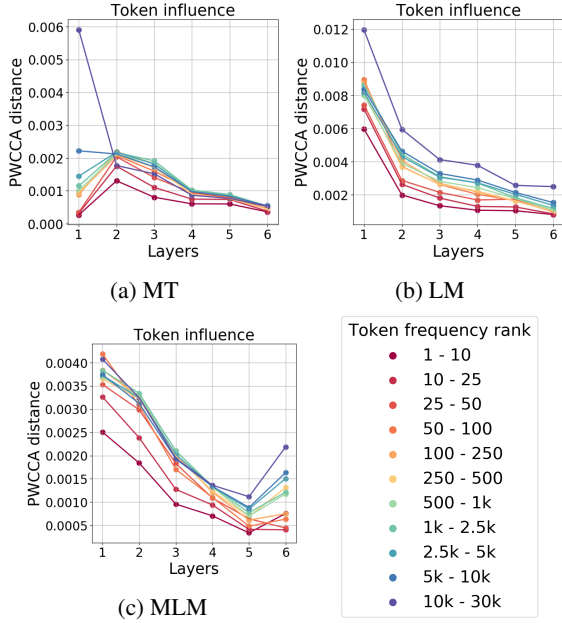 Token influence
PWCCA distance
0.006
0.005
0.004
0.003
0.002
0.001
0.000
1 2 3 4 5 6
Layers
(a) MT
Token influence
PWCCA distance
0.012
0.010
0.008
0.006
0.004
0.002
1 2 3 4 5 6
Layers
(b) LM
Token influence
PWCCA distance
0.0040
0.0035
0.0030
0.0025
0.0020
0.0015
0.0010
0.0005
1 2 3 4 5 6
Layers
(c) MLM
Token frequency rank
1 - 10
10 - 25
25 - 50
50 - 100
100 - 250
250 - 500
500 - 1k
1k - 2.5k
2.5k - 5k
5k - 10k
10k - 30k